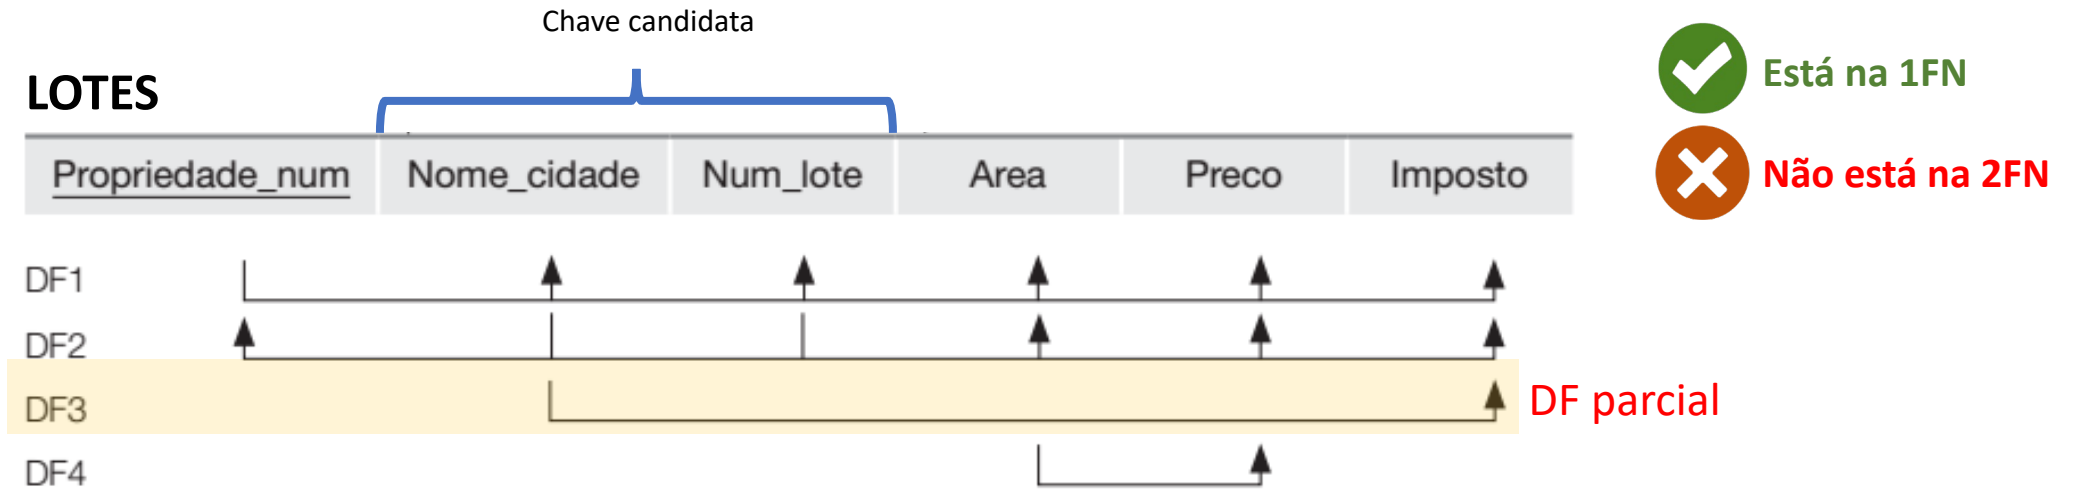 Chave candidata
LOTES
Está na 1FN
Não está na 2FN
Propriedade_num Nome_cidade Num_lote Area Preco Imposto
DF1
DF2
DF3
DF parcial
DF4